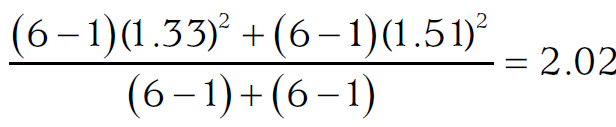 (6 – 1)(1.33)² + (6 – 1)(1.51)²
= 2.02
(6 – 1) + (6 – 1)